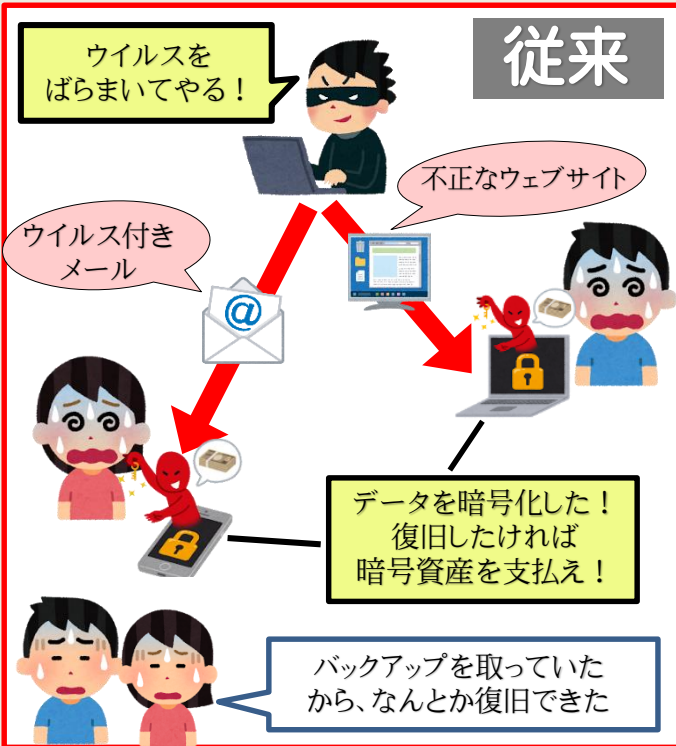 ウイルスを
ばらまいてやる！
従来
不正なウェブサイト
ウイルス付き
メール
@
データを暗号化した！
復旧したければ
暗号資産を支払え！
バックアップを取っていた
から、なんとか復旧できた